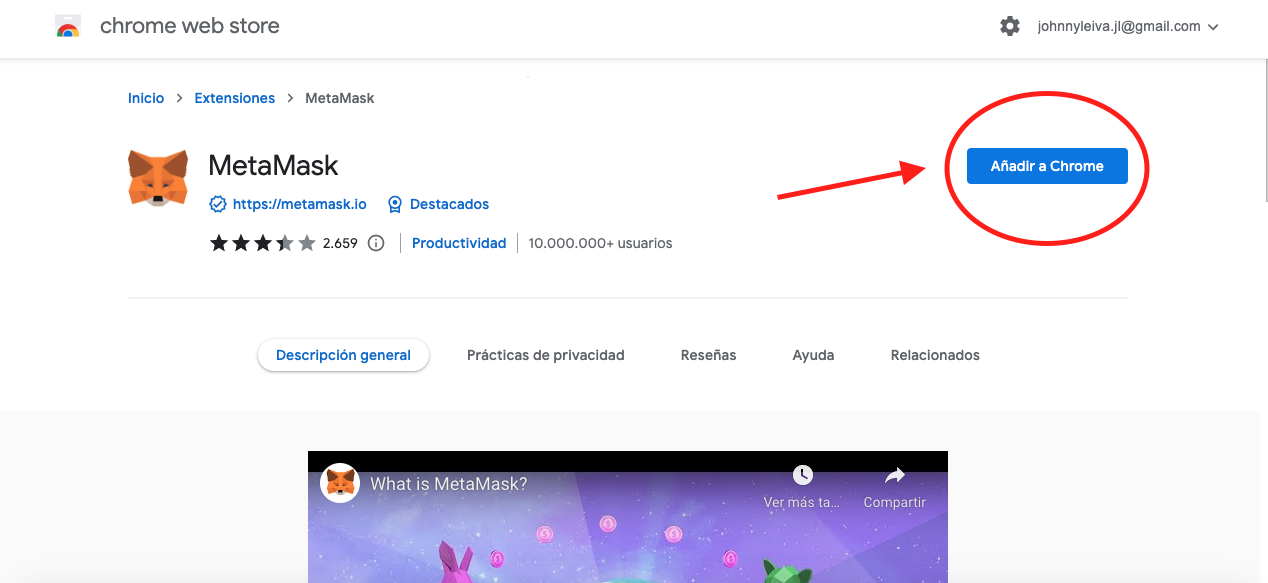 chrome web store
johnnyleiva.jl@gmail.com
Inicio > Extensiones > MetaMask
MetaMask
Añadir a Chrome
https://metamask.io Destacados
2.659 Productividad 10.000.000+ usuarios
Descripción general Prácticas de privacidad Reseñas Ayuda Relacionados
What is MetaMask?
Ver más ta... Compartir